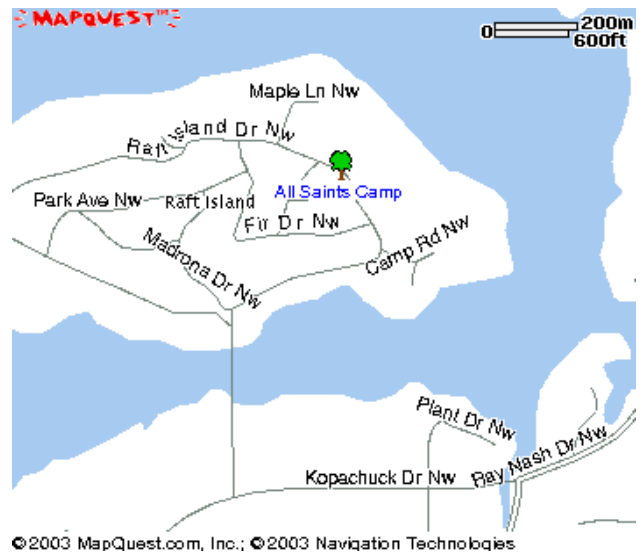 MAPQUEST™
0 200m
600ft
Maple Ln Nw
Raft Island Dr Nw
All Saints Camp
Park Ave Nw
Raft Island
Fir Dr Nw
Camp Rd Nw
Madrona Dr Nw
Plant Dr Nw
Ray Nash Dr Nw
Kopachuck Dr Nw
©2003 MapQuest.com, Inc.; ©2003 Navigation Technologies